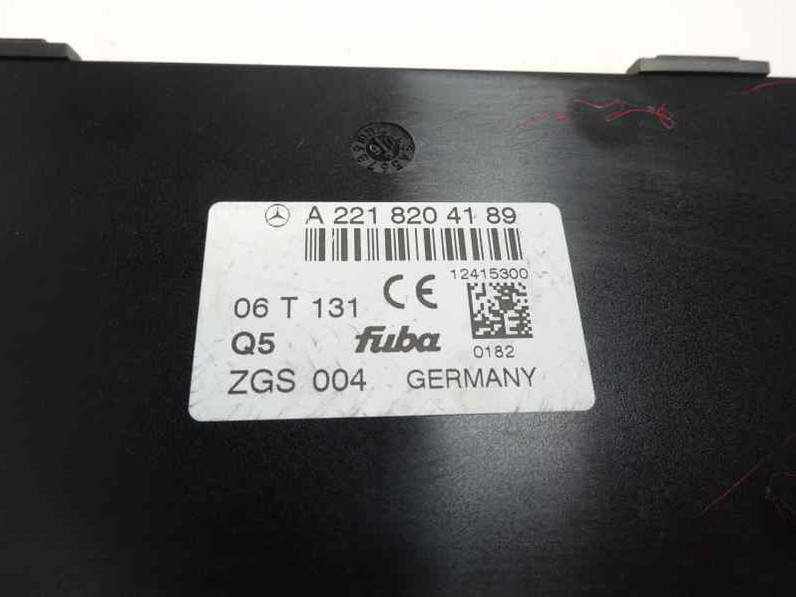 A 221 820 41 89
12415300
06 T 131 CE
Q5 fuba 0182
ZGS 004 GERMANY